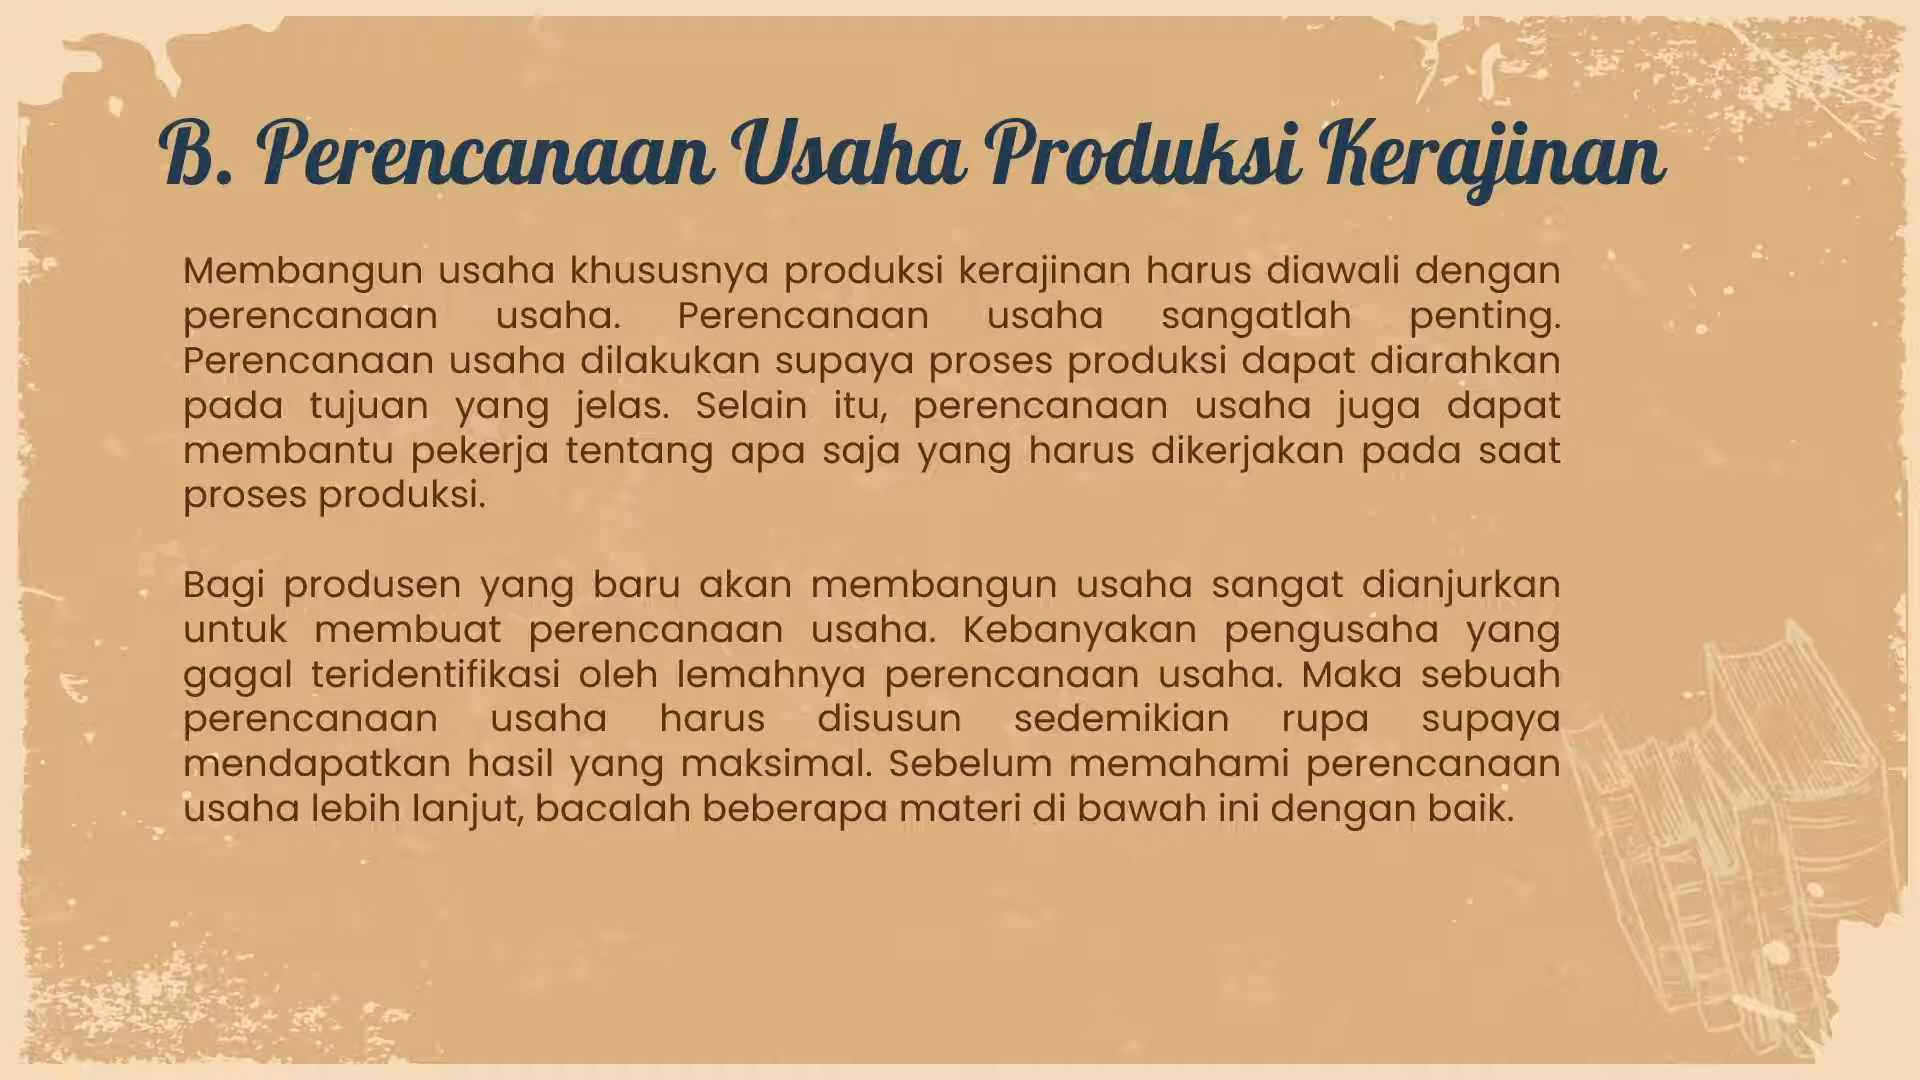 B. Perencanaan Usaha Produksi Kerajinan
Membangun usaha khususnya produksi kerajinan harus diawali dengan
perencanaan usaha. Perencanaan usaha sangatlah penting.
Perencanaan usaha dilakukan supaya proses produksi dapat diarahkan
pada tujuan yang jelas. Selain itu, perencanaan usaha juga dapat
membantu pekerja tentang apa saja yang harus dikerjakan pada saat
proses produksi.
Bagi produsen yang baru akan membangun usaha sangat dianjurkan
untuk membuat perencanaan usaha. Kebanyakan pengusaha yang
gagal teridentifikasi oleh lemahnya perencanaan usaha. Maka sebuah
perencanaan usaha harus disusun sedemikian rupa supaya
mendapatkan hasil yang maksimal. Sebelum memahami perencanaan
usaha lebih lanjut, bacalah beberapa materi di bawah ini dengan baik.